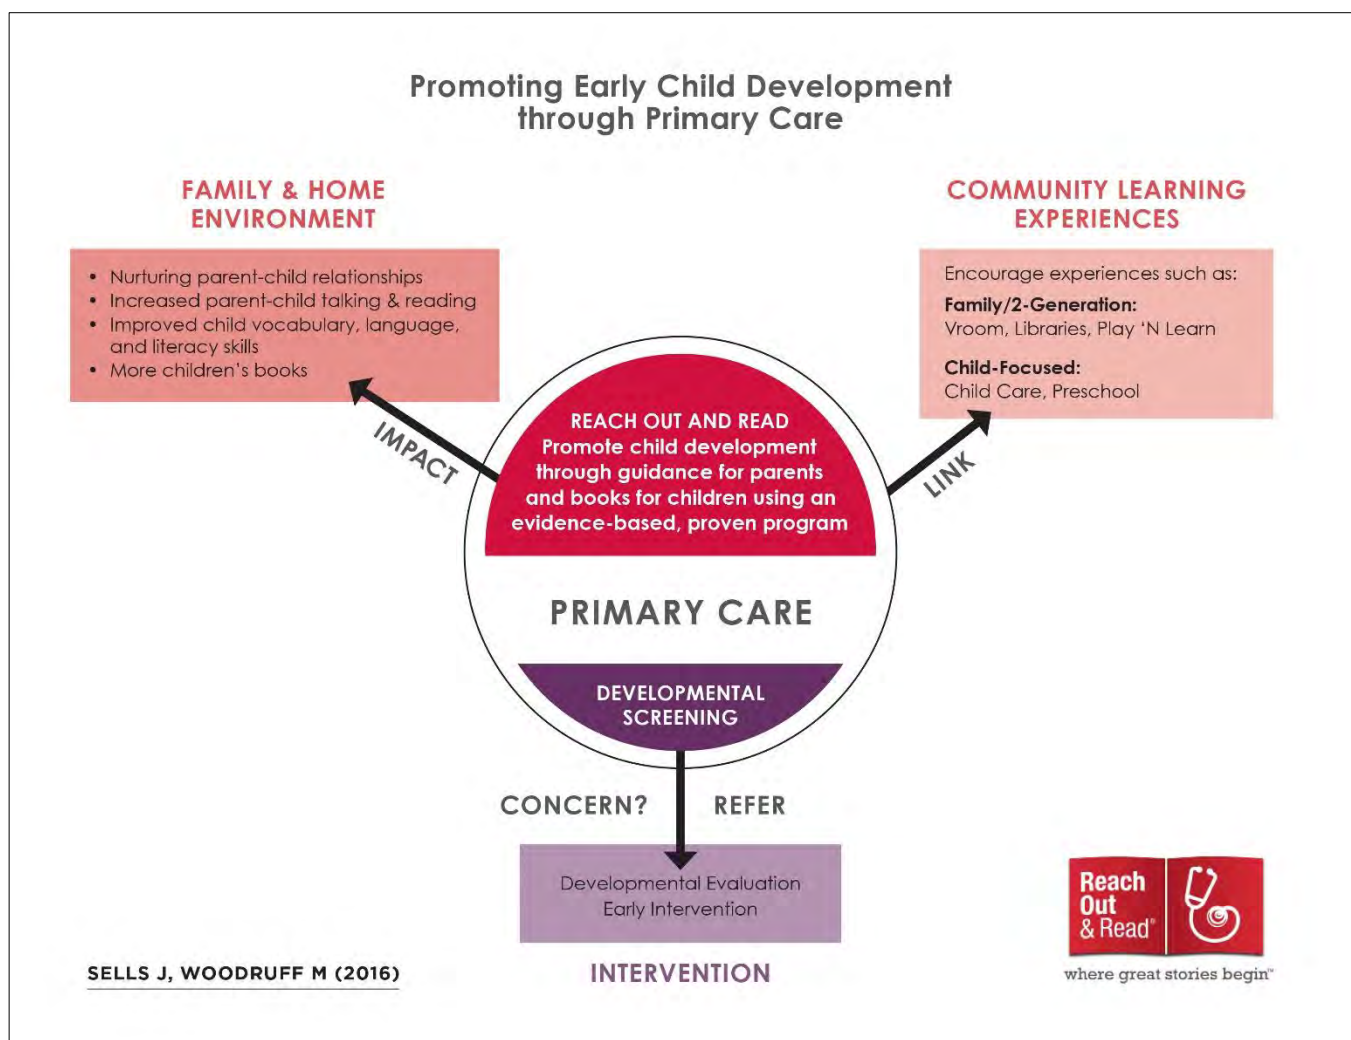 Promoting Early Child Development
through Primary Care
FAMILY & HOME
ENVIRONMENT
• Nurturing parent-child relationships
• Increased parent-child talking & reading
• Improved child vocabulary, language,
and literacy skills
• More children's books
COMMUNITY LEARNING
EXPERIENCES
Encourage experiences such as:
Family/2-Generation:
Vroom, Libraries, Play 'N Learn
Child-Focused:
Child Care, Preschool
IMPACT
LINK
REACH OUT AND READ
Promote child development
through guidance for parents
and books for children using an
evidence-based, proven program
PRIMARY CARE
DEVELOPMENTAL
SCREENING
CONCERN? REFER
Developmental Evaluation
Early Intervention
INTERVENTION
SELLS J, WOODRUFF M (2016)
Reach
Out
& Read®
where great stories begin™